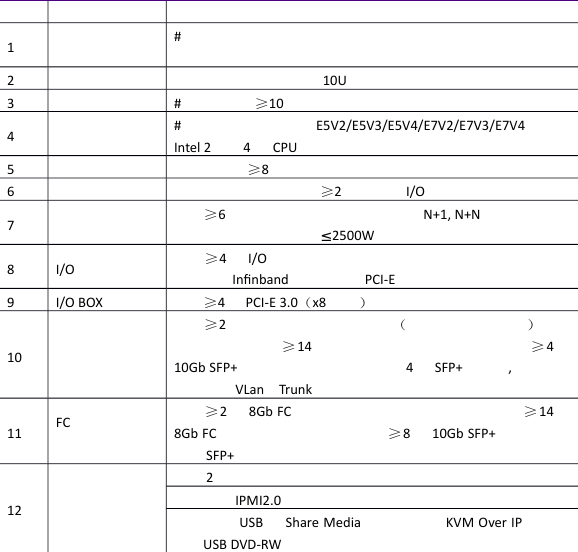 #
1
2 10U
3 # ≥10
# E5V2/E5V3/E5V4/E7V2/E7V3/E7V4
4
Intel 2 4 CPU
5 ≥8
6 ≥2 I/O
≥6 N+1, N+N
7
≤2500W
≥4 I/O
8 I/O
Infinband PCI-E
9 I/O BOX ≥4 PCI-E 3.0（x8 ）
≥2 （ ）
≥14 ≥4
10
10Gb SFP+ 4 SFP+ ,
VLan Trunk
≥2 8Gb FC ≥14
FC
11 8Gb FC ≥8 10Gb SFP+
SFP+
2
IPMI2.0
12
USB Share Media KVM Over IP
USB DVD-RW